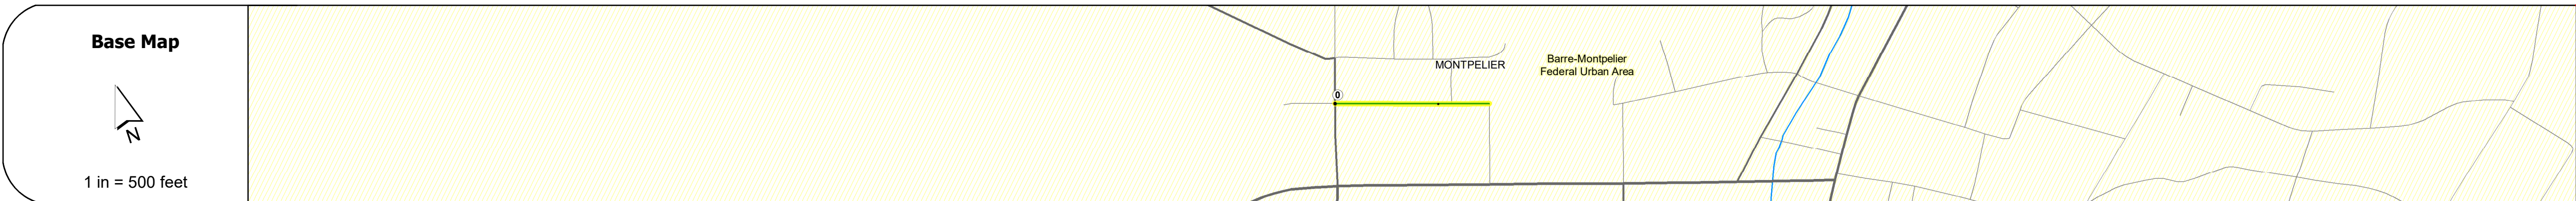 Base Map
N
1 in = 500 feet
MONTPELIER
0
Barre-Montpelier
Federal Urban Area